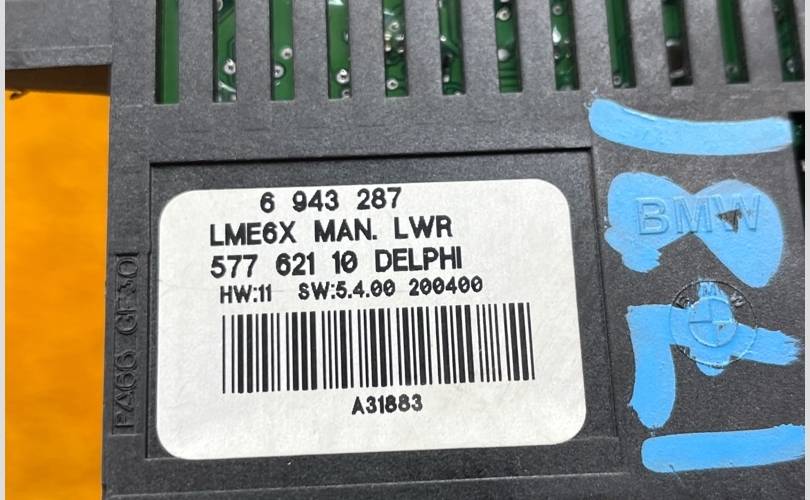 6 943 287
LME6X MAN. LWR
577 621 10 DELPHI
HW:11 SW:5.4.00 200400
A31883
PA66 GF30
BMW
BMW